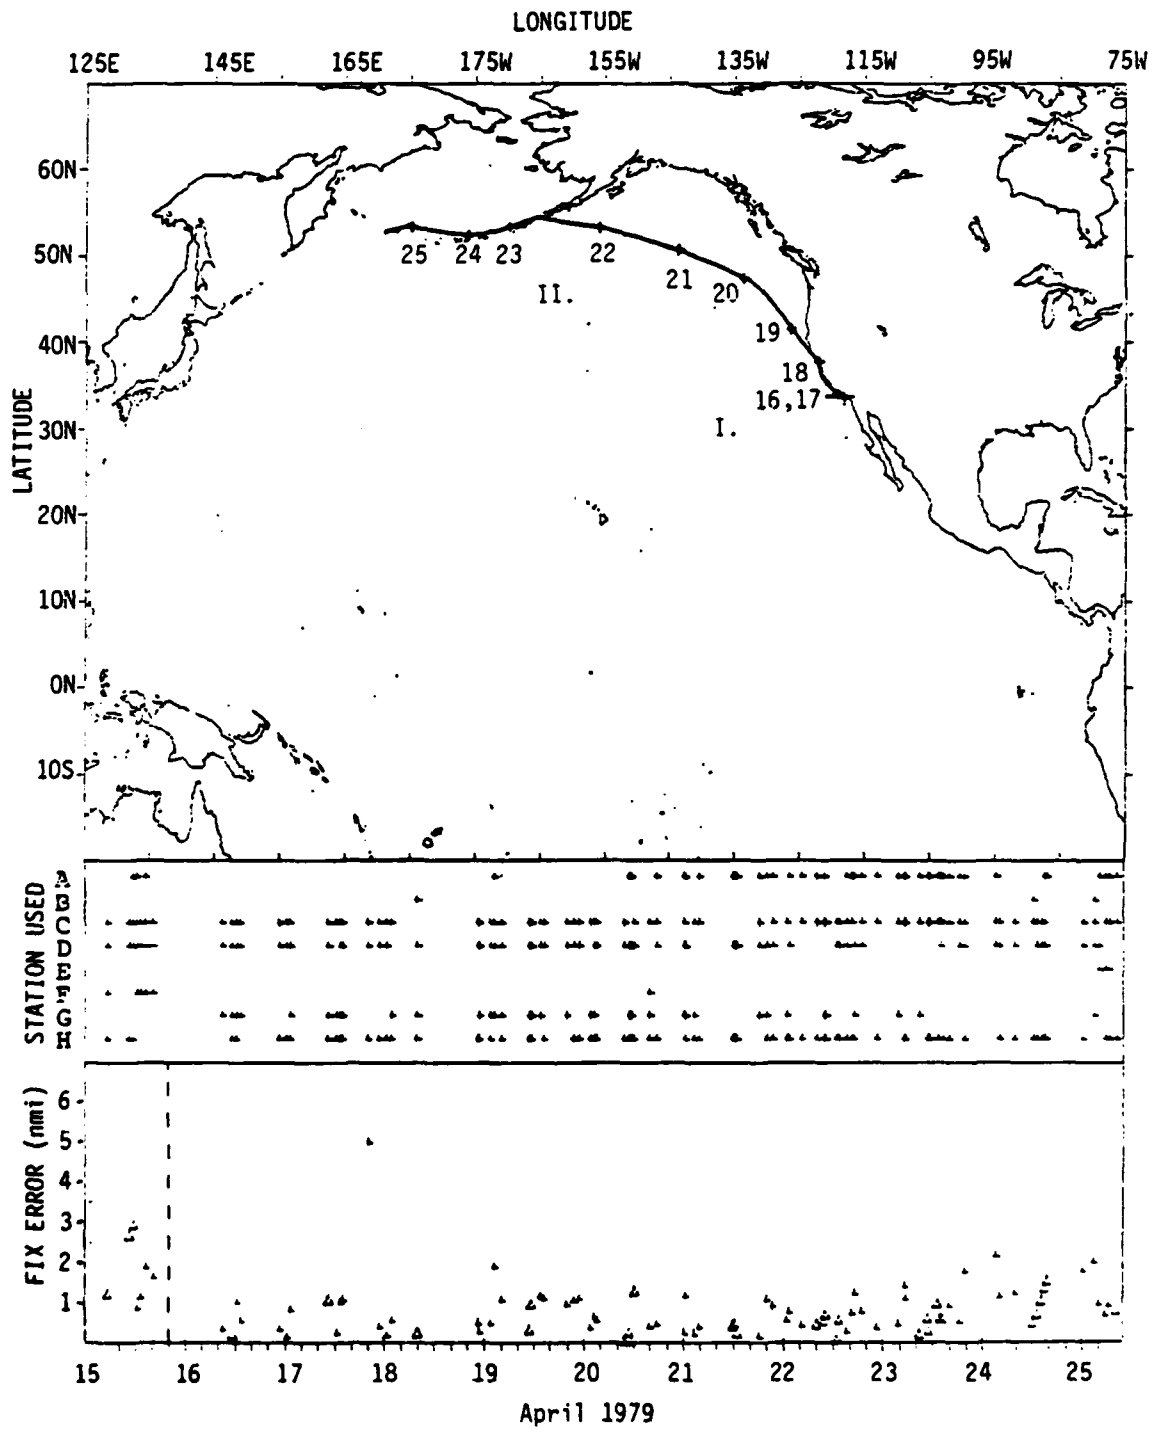 LONGITUDE
125E 145E 165E 175W 155W 135W 115W 95W 75W
60N
50N
40N
30N
20N
10N
0N
10S
LATITUDE
25 24 23 22 21 20
19
18
16,17
II.
I.
STATION USED
A
B
C
D
E
F
G
H
FIX ERROR (nmi)
6
5
4
3
2
1
15 16 17 18 19 20 21 22 23 24 25
April 1979